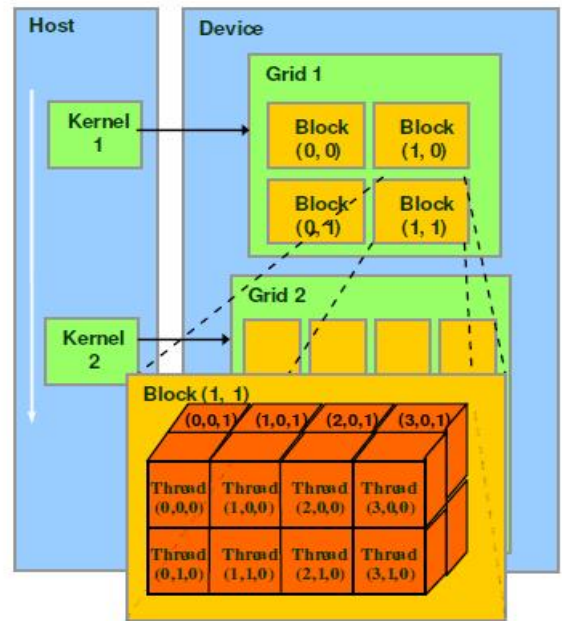 Host
Device
Grid 1
Kernel
1
Block
(0, 0)
Block
(1, 0)
Block
(0, 1)
Block
(1, 1)
Grid 2
Kernel
2
Block (1, 1)
(0,0,1) (1,0,1) (2,0,1) (3,0,1)
Thread
(0,0,0)
Thread
(1,0,0)
Thread
(2,0,0)
Thread
(3,0,0)
Thread
(0,1,0)
Thread
(1,1,0)
Thread
(2,1,0)
Thread
(3,1,0)